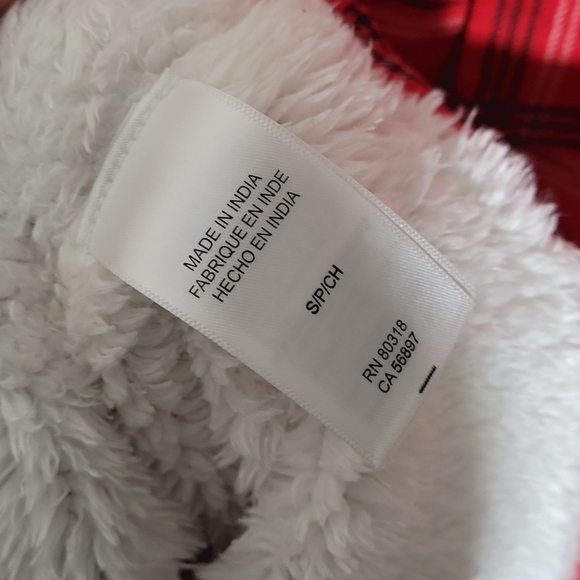 MADE IN INDIA
FABRIQUE EN INDE
HECHO EN INDIA
S/P/CH
RN 80318
CA 56897